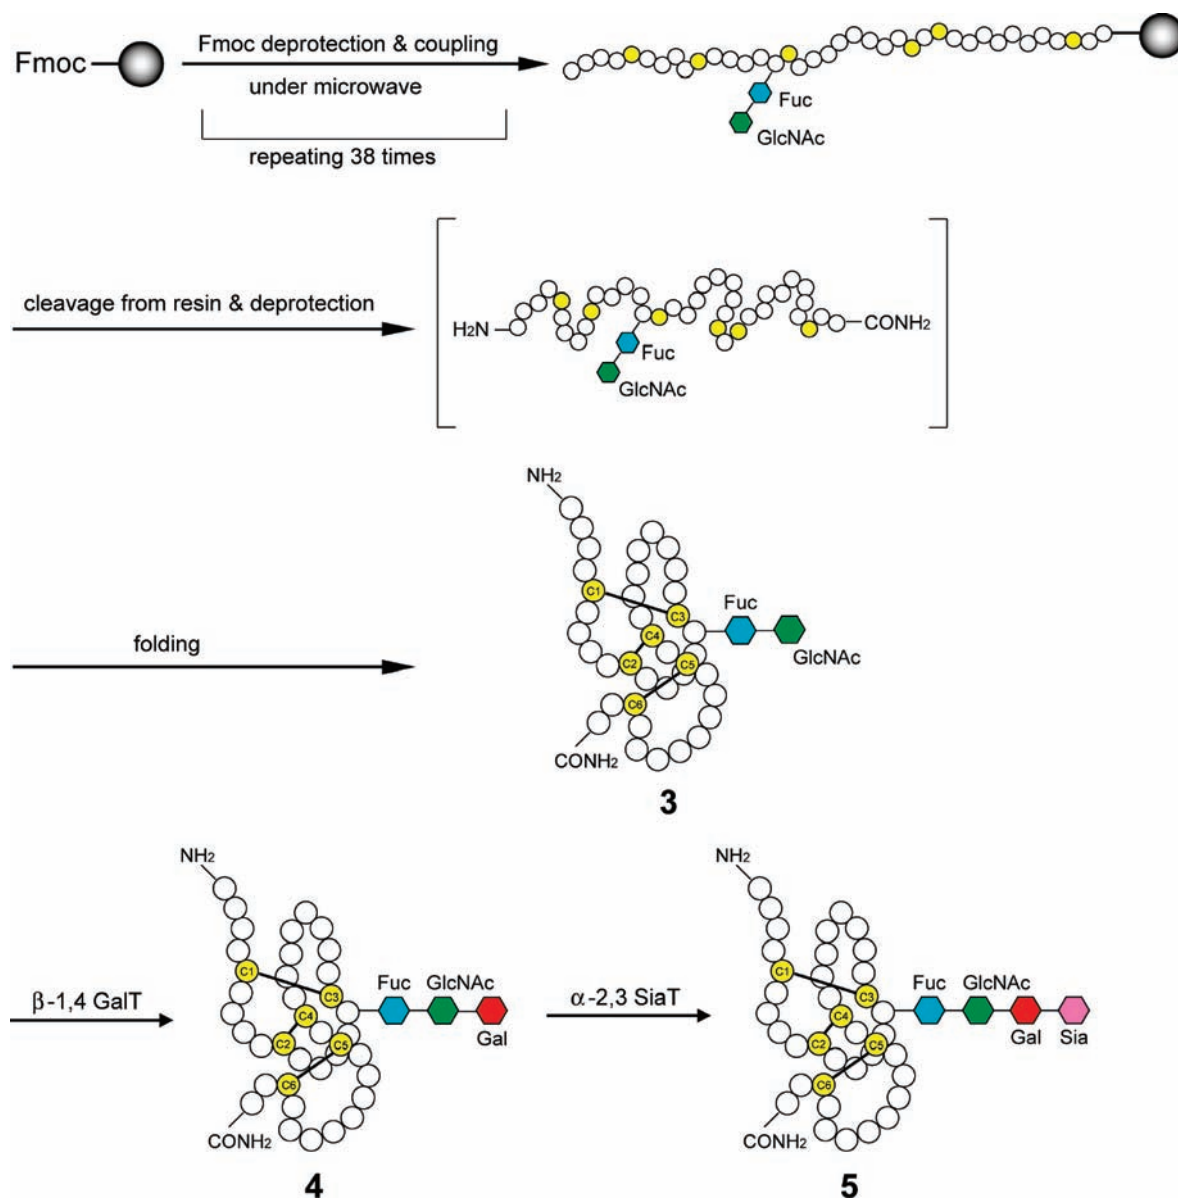 Fmoc
Fmoc deprotection & coupling
under microwave
repeating 38 times
Fuc
GlcNAc
cleavage from resin & deprotection
H2N
CONH2
Fuc
GlcNAc
folding
NH2
C1
C3
C4
C2
C5
C6
Fuc
GlcNAc
CONH2
3
β-1,4 GalT
NH2
C1
C3
C4
C2
C5
C6
Fuc
GlcNAc
Gal
CONH2
4
α-2,3 SiaT
NH2
C1
C3
C4
C2
C5
C6
Fuc
GlcNAc
Gal
Sia
CONH2
5